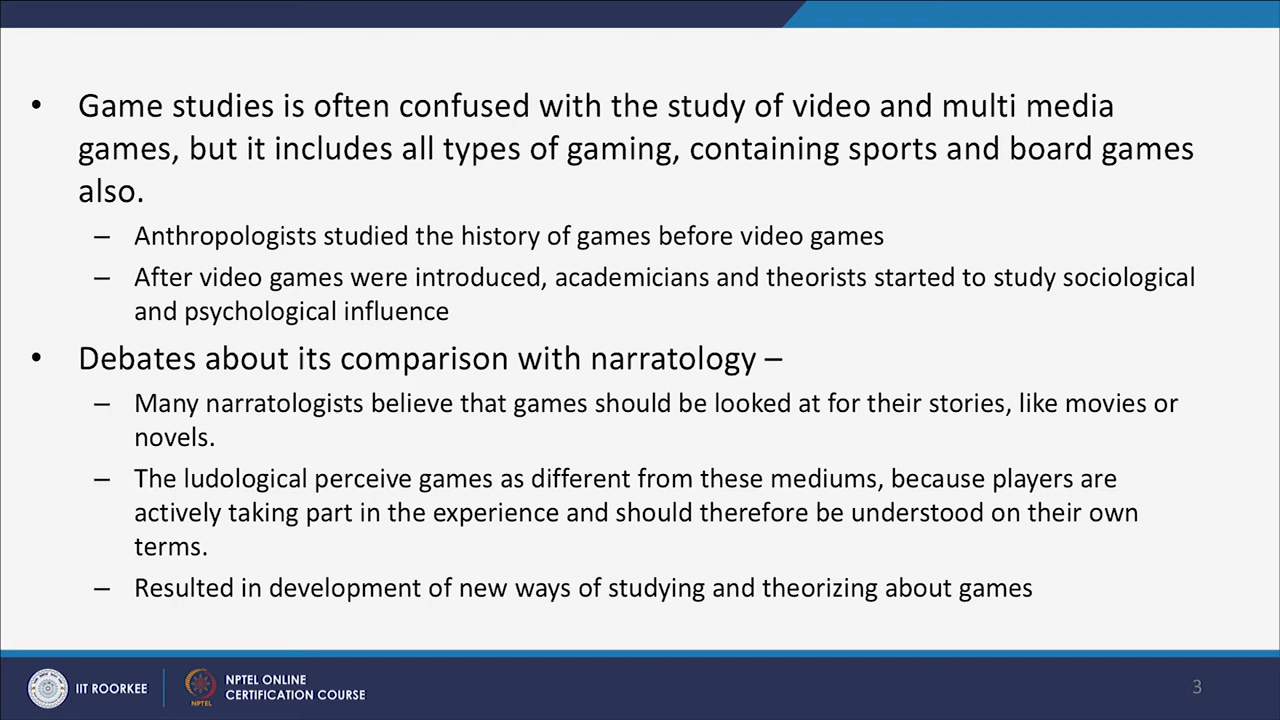 • Game studies is often confused with the study of video and multi media
games, but it includes all types of gaming, containing sports and board games
also.
– Anthropologists studied the history of games before video games
– After video games were introduced, academicians and theorists started to study sociological
and psychological influence
• Debates about its comparison with narratology –
– Many narratologists believe that games should be looked at for their stories, like movies or
novels.
– The ludological perceive games as different from these mediums, because players are
actively taking part in the experience and should therefore be understood on their own
terms.
– Resulted in development of new ways of studying and theorizing about games
IIT ROORKEE
NPTEL
NPTEL ONLINE
CERTIFICATION COURSE
3